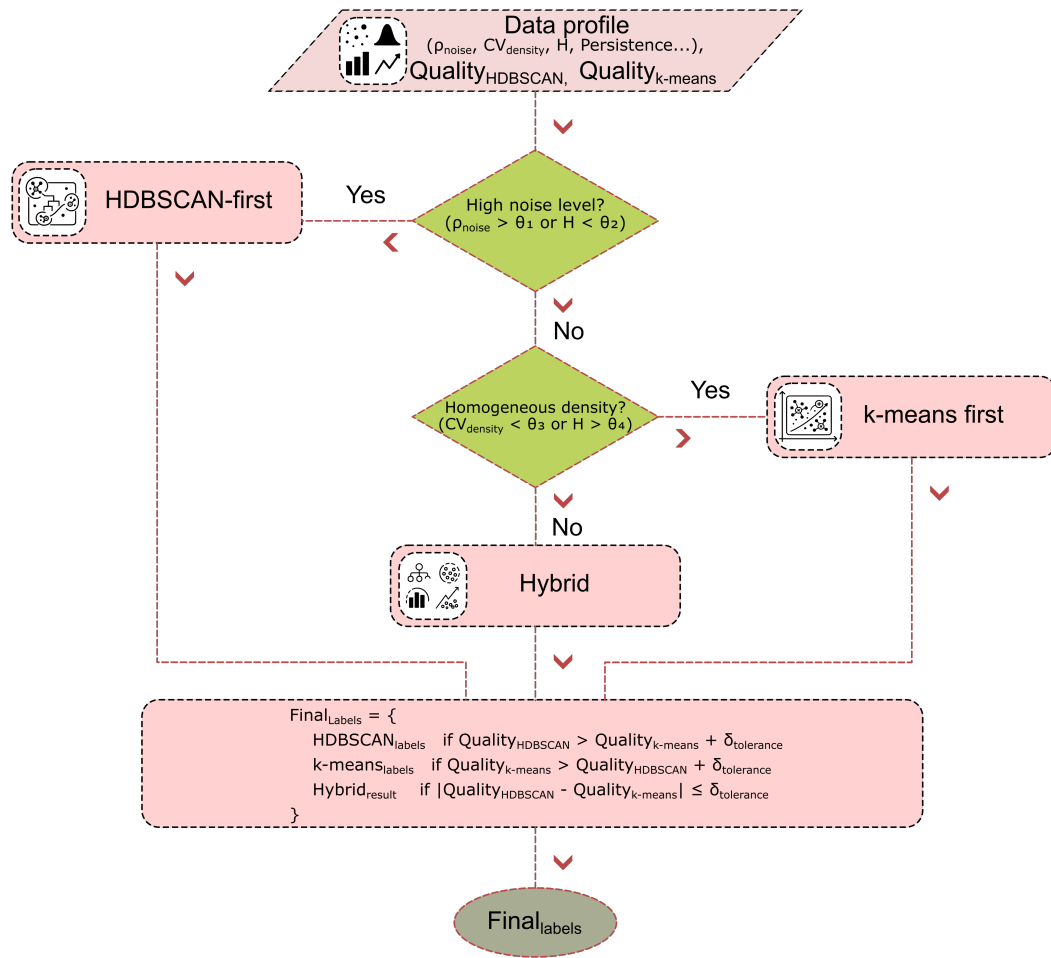 Data profile
(ρnoise, CVdensity, H, Persistence...),
QualityHDBSCAN, Qualityk-means
HDBSCAN-first
Yes
High noise level?
(ρnoise > θ₁ or H < θ₂)
No
Homogeneous density?
(CVdensity < θ₃ or H > θ₄)
Yes
k-means first
No
Hybrid
FinalLabels = {
HDBSCANlabels if QualityHDBSCAN > Qualityk-means + δtolerance
k-meanslabels if Qualityk-means > QualityHDBSCAN + δtolerance
Hybridresult if |QualityHDBSCAN - Qualityk-means| ≤ δtolerance
}
Finallabels